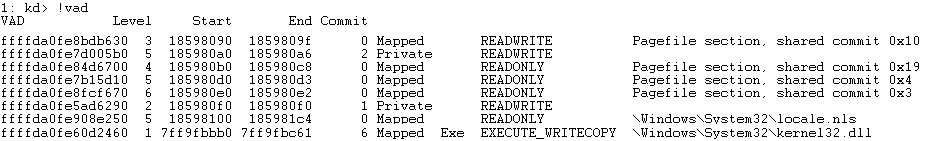 1: kd> !vad
VAD Level Start End Commit
ffffda0fe8bdb630 3 18598090 1859809f 0 Mapped READWRITE Pagefile section, shared commit 0x10
ffffda0fe7d005b0 5 185980a0 185980a6 2 Private READWRITE
ffffda0fe84d6700 4 185980b0 185980c8 0 Mapped READONLY Pagefile section, shared commit 0x19
ffffda0fe7b15d10 5 185980d0 185980d3 0 Mapped READONLY Pagefile section, shared commit 0x4
ffffda0fe8fcf670 6 185980e0 185980e2 0 Mapped READONLY Pagefile section, shared commit 0x3
ffffda0fe5ad6290 2 185980f0 185980f0 1 Private READWRITE
ffffda0fe908e250 5 18598100 185981c4 0 Mapped READONLY \Windows\System32\locale.nls
ffffda0fe60d2460 1 7ff9fbbb0 7ff9fbc61 6 Mapped Exe EXECUTE_WRITECOPY \Windows\System32\kernel32.dll